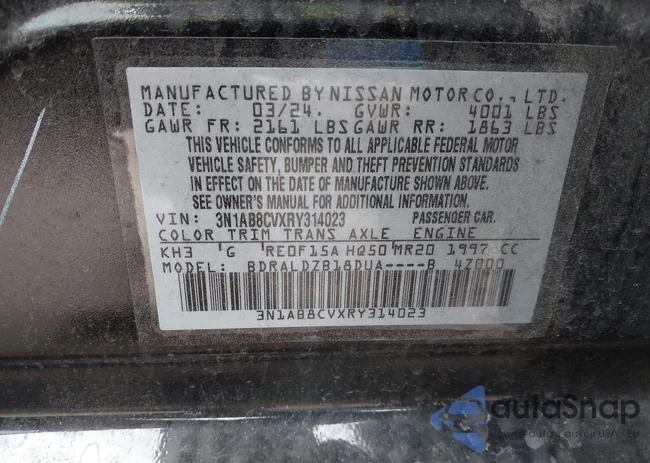 MANUFACTURED BY NISSAN MOTOR CO., LTD.
DATE: 03/24. GVWR: 4001 LBS
GAWR FR: 2161 LBS GAWR RR: 1863 LBS
THIS VEHICLE CONFORMS TO ALL APPLICABLE FEDERAL MOTOR
VEHICLE SAFETY, BUMPER AND THEFT PREVENTION STANDARDS
IN EFFECT ON THE DATE OF MANUFACTURE SHOWN ABOVE.
SEE OWNER'S MANUAL FOR ADDITIONAL INFORMATION.
VIN: 3N1AB8CVXRY314023 PASSENGER CAR.
COLOR TRIM TRANS AXLE ENGINE
KH3 G RE0F15A HQ50 MR20 1997 CC
MODEL: BDRALDZB18DUA----B 4ZB00
3N1AB8CVXRY314023
autoSnap